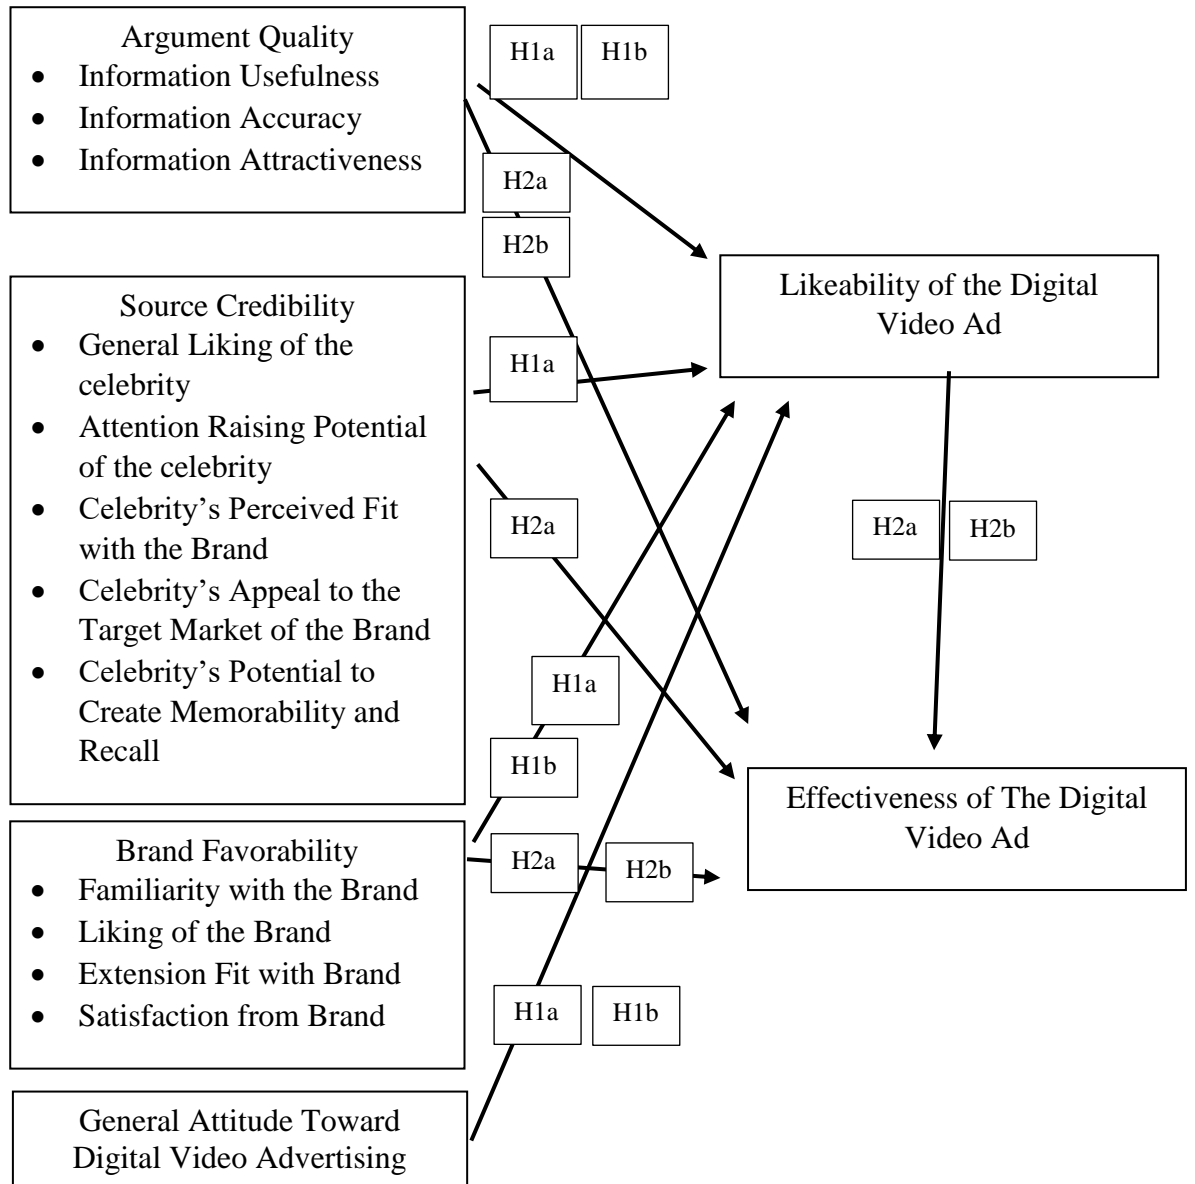 Argument Quality
• Information Usefulness
• Information Accuracy
• Information Attractiveness
H1a
H1b
H2a
H2b
Likeability of the Digital
Video Ad
Source Credibility
• General Liking of the
celebrity
• Attention Raising Potential
of the celebrity
• Celebrity’s Perceived Fit
with the Brand
• Celebrity’s Appeal to the
Target Market of the Brand
• Celebrity’s Potential to
Create Memorability and
Recall
H1a
H2a
H2a
H2b
H1a
H1b
Effectiveness of The Digital
Video Ad
Brand Favorability
• Familiarity with the Brand
• Liking of the Brand
• Extension Fit with Brand
• Satisfaction from Brand
H2a
H2b
H1a
H1b
General Attitude Toward
Digital Video Advertising